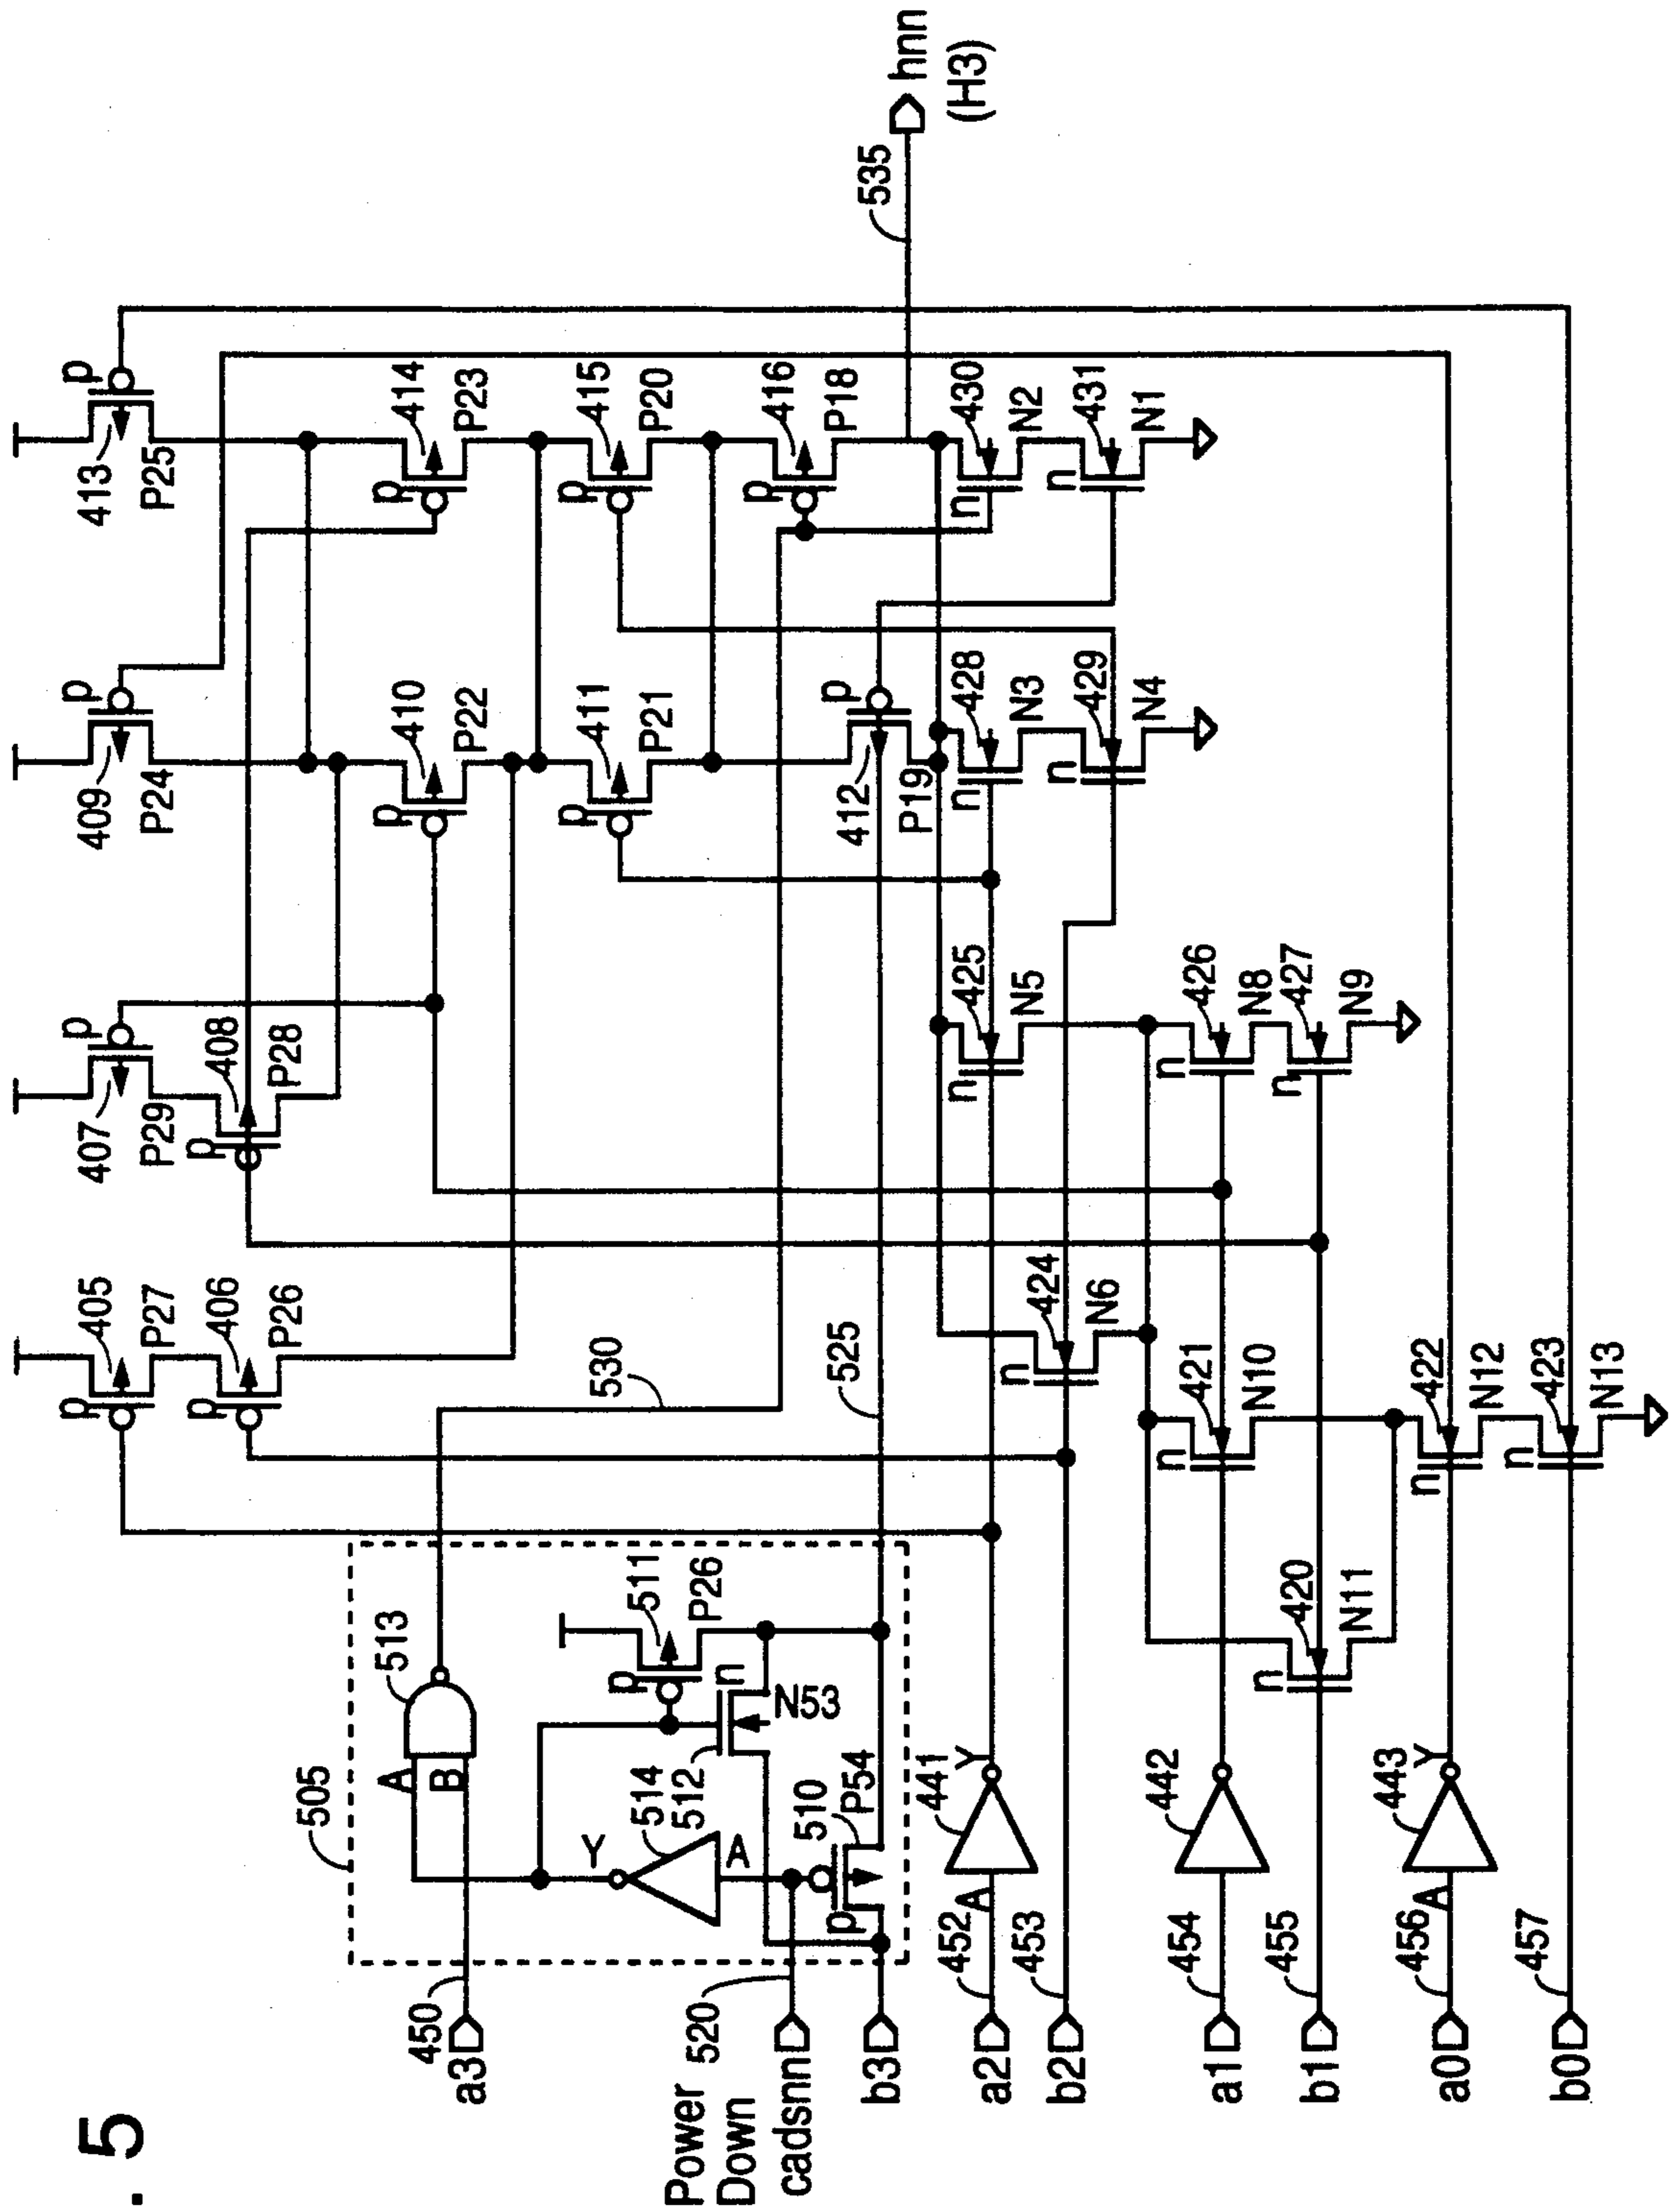 . 5
p
413
P25
p
409
P24
p
407
P29
408
p
P28
405
p
P27
406
p
P26
414
p
P23
410
p
P22
415
p
P20
411
p
P21
416
p
P18
p
412
P19
535
hnn
(H3)
430
n
N2
431
n
N1
428
n
N3
429
n
N4
425
n
N5
424
n
N6
426
n
N8
427
n
N9
421
n
N10
420
n
N11
422
n
N12
423
n
N13
530
525
505
513
A
B
511
p
P26
n
N53
512
514
Y
A
510
p
P54
450
a3
Power
Down
cadsnn
520
b3
441
Y
A
452
a2
453
b2
442
454
a1
455
b1
443
Y
A
456
a0
457
b0